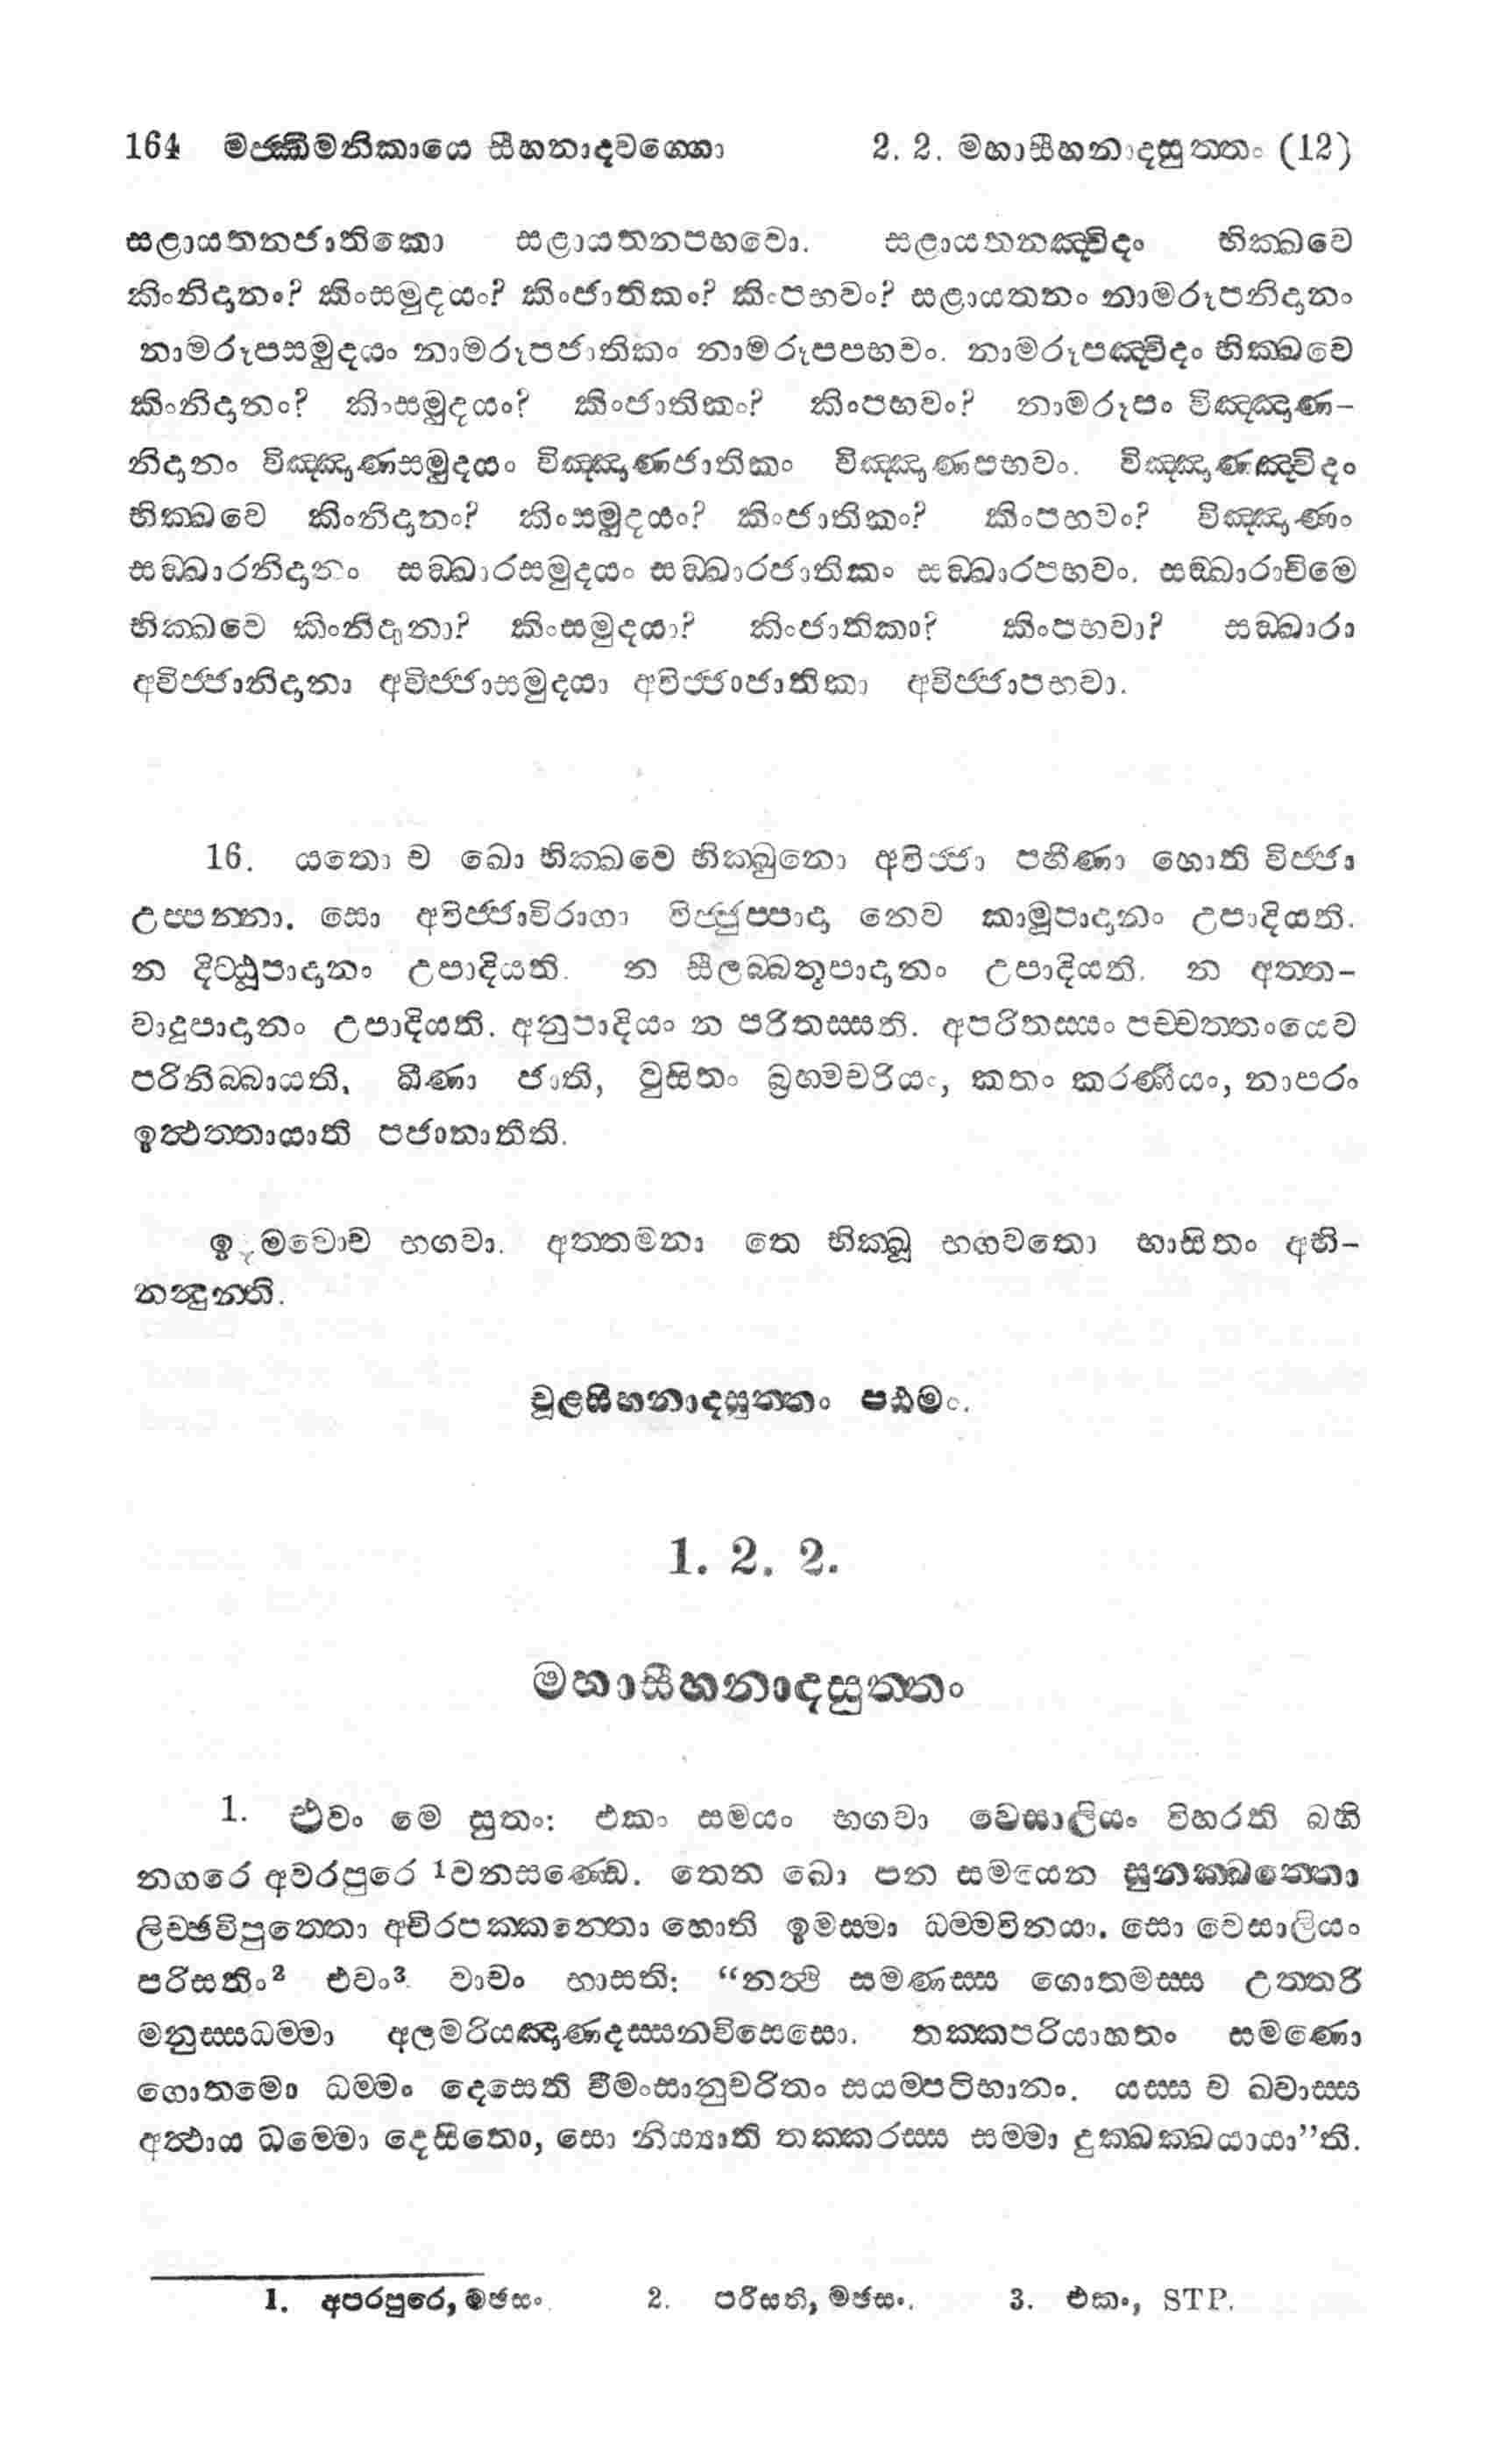 164 මජ්ඣිමනිකායෙ සීහනාදවග්ගො 2. 2. මහාසීහනාදසුත්තං (12)
සළායතනජාතිකො සළායතනපභවො. සළායතනඤ්චිදං භික්ඛවෙ
කිංනිදානං? කිංසමුදයං? කිංජාතිකං? කිංපභවං? සළායතනං නාමරූපනිදානං
නාමරූපසමුදයං නාමරූපජාතිකං නාමරූපපභවං. නාමරූපඤ්චිදං භික්ඛවෙ
කිංනිදානං? කිංසමුදයං? කිංජාතිකං? කිංපභවං? නාමරූපං විඤ්ඤාණ-
නිදානං විඤ්ඤාණසමුදයං විඤ්ඤාණජාතිකං විඤ්ඤාණපභවං. විඤ්ඤාණඤ්චිදං
භික්ඛවෙ කිංනිදානං? කිංසමුදයං? කිංජාතිකං? කිංපභවං? විඤ්ඤාණං
සඞ්ඛාරනිදානං සඞ්ඛාරසමුදයං සඞ්ඛාරජාතිකං සඞ්ඛාරපභවං. සඞ්ඛාරාචිමෙ
භික්ඛවෙ කිංනිදානා? කිංසමුදයා? කිංජාතිකා? කිංපභවා? සඞ්ඛාරා
අවිජ්ජානිදානා අවිජ්ජාසමුදයා අවිජ්ජාජාතිකා අවිජ්ජාපභවා.
16. යතො ච ඛො භික්ඛවෙ භික්ඛුනො අවිජ්ජා පහීණා හොති විජ්ජා
උප්පන්නා. සො අවිජ්ජාවිරාගා විජ්ජුප්පාදා නෙව කාමූපාදානං උපාදියති.
න දිට්ඨූපාදානං උපාදියති. න සීලබ්බතූපාදානං උපාදියති. න අත්ත-
වාදූපාදානං උපාදියති. අනුපාදියං න පරිතස්සති. අපරිතස්සං පච්චත්තංයෙව
පරිනිබ්බායති. ඛීණා ජාති, වුසිතං බ්‍රහ්මචරියං, කතං කරණීයං, නාපරං
ඉත්ථත්තායාති පජානාතීති.
ඉදමවොච භගවා. අත්තමනා තෙ භික්ඛූ භගවතො භාසිතං අභි-
නන්දුන්ති.
චූළසීහනාදසුත්තං පඨමං.
1. 2. 2.
මහාසීහනාදසුත්තං
1. එවං මෙ සුතං: එකං සමයං භගවා වෙසාලියං විහරති බහි
නගරෙ අවරපුරෙ 1වනසණ්ඩෙ. තෙන ඛො පන සමයෙන සුනක්ඛත්තො
ලිච්ඡවිපුත්තො අචිරපක්කන්තො හොති ඉමස්මා ධම්මවිනයා. සො වෙසාලියං
පරිසතිං2 එවං3 වාචං භාසති: “නත්ථි සමණස්ස ගොතමස්ස උත්තරි
මනුස්සධම්මා අලමරියඤාණදස්සනවිසෙසො. තක්කපරියාහතං සමණො
ගොතමො ධම්මං දෙසෙති වීමංසානුචරිතං සයම්පටිභානං. යස්ස ච ඛ්වාස්ස
අත්ථාය ධම්මො දෙසිතො, සො නිය්‍යාති තක්කරස්ස සම්මා දුක්ඛක්ඛයායා”ති.
1. අපරපුරෙ, මඡසං. 2. පරිසති, මඡසං. 3. එකං, STP.